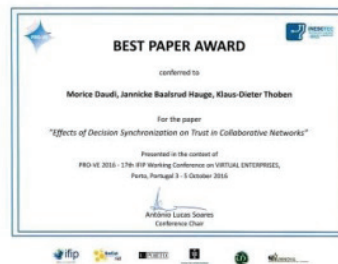 BEST PAPER AWARD
conferred to
Morice Daudi, Jannicke Baalsrud Hauge, Klaus-Dieter Thoben
For the paper
"Effects of Decision Synchronization on Trust in Collaborative Networks"
Presented in the context of
PRO-VE 2016 - 17th IFIP Working Conference on VIRTUAL ENTERPRISES,
Porto, Portugal 3 - 5 October 2016
António Lucas Soares
Conference Chair
ifip